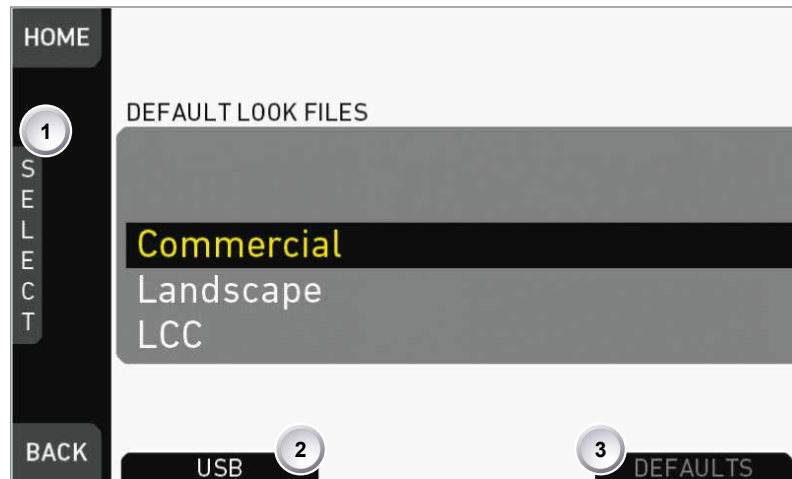 HOME
1
DEFAULT LOOK FILES
SELECT
Commercial
Landscape
LCC
BACK
USB
2
3
DEFAULTS